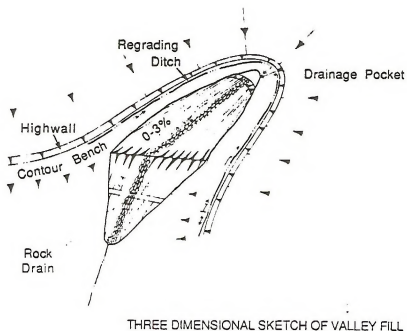 Regrading
Ditch
Drainage Pocket
Highwall
0-3%
Contour Bench
Rock
Drain
THREE DIMENSIONAL SKETCH OF VALLEY FILL